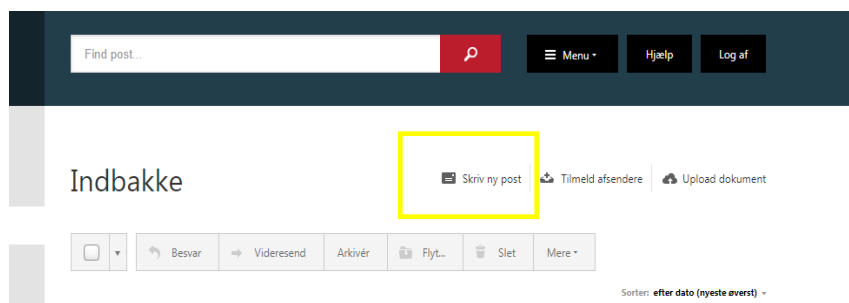 Find post...
Menu
Hjælp
Log af
Indbakke
Skriv ny post
Tilmeld afsendere
Upload dokument
Besvar
Videresend
Arkivér
Flyt...
Slet
Mere
Sorter: efter dato (nyeste øverst)